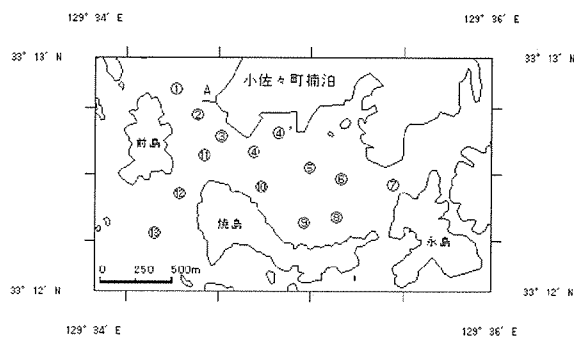 129° 34′ E
129° 36′ E
33° 13′ N
33° 13′ N
小佐々町楠泊
①
A
②
③
④′
前島
⑪
④
⑤
⑥
⑦
⑩
⑫
焼島
⑨
⑧
永島
⑬
0 250 500m
33° 12′ N
33° 12′ N
129° 34′ E
129° 36′ E